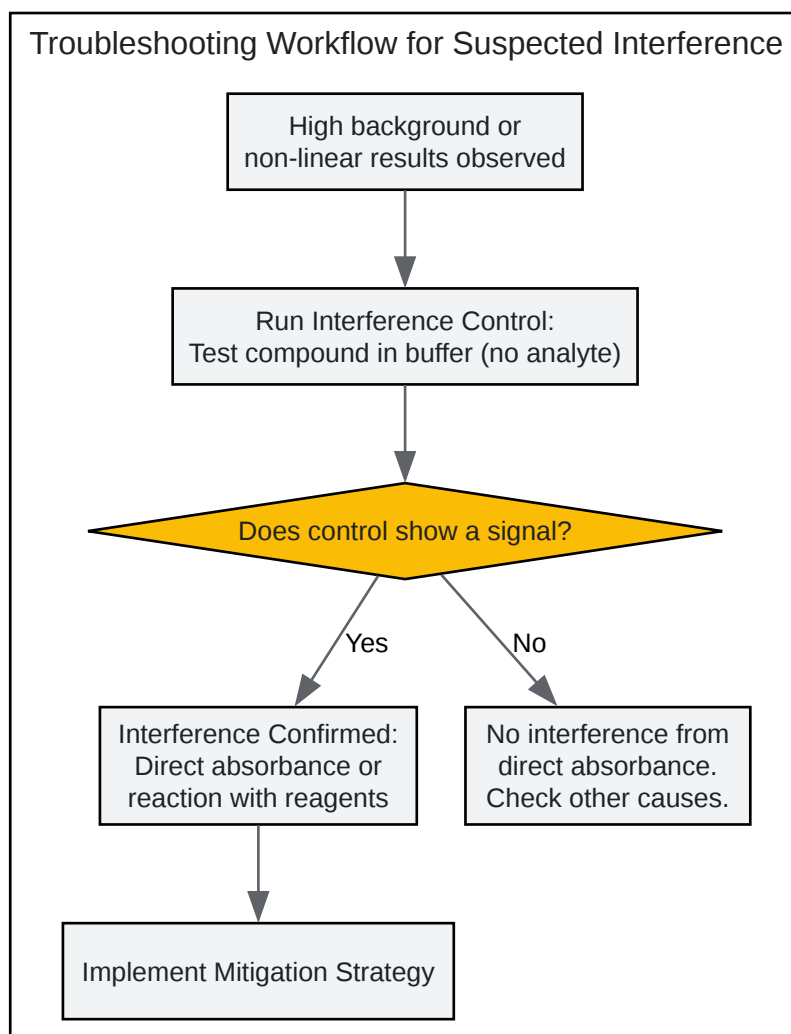 Troubleshooting Workflow for Suspected Interference
High background or
non-linear results observed
Run Interference Control:
Test compound in buffer (no analyte)
Does control show a signal?
Yes
No
Interference Confirmed:
Direct absorbance or
reaction with reagents
No interference from
direct absorbance.
Check other causes.
Implement Mitigation Strategy